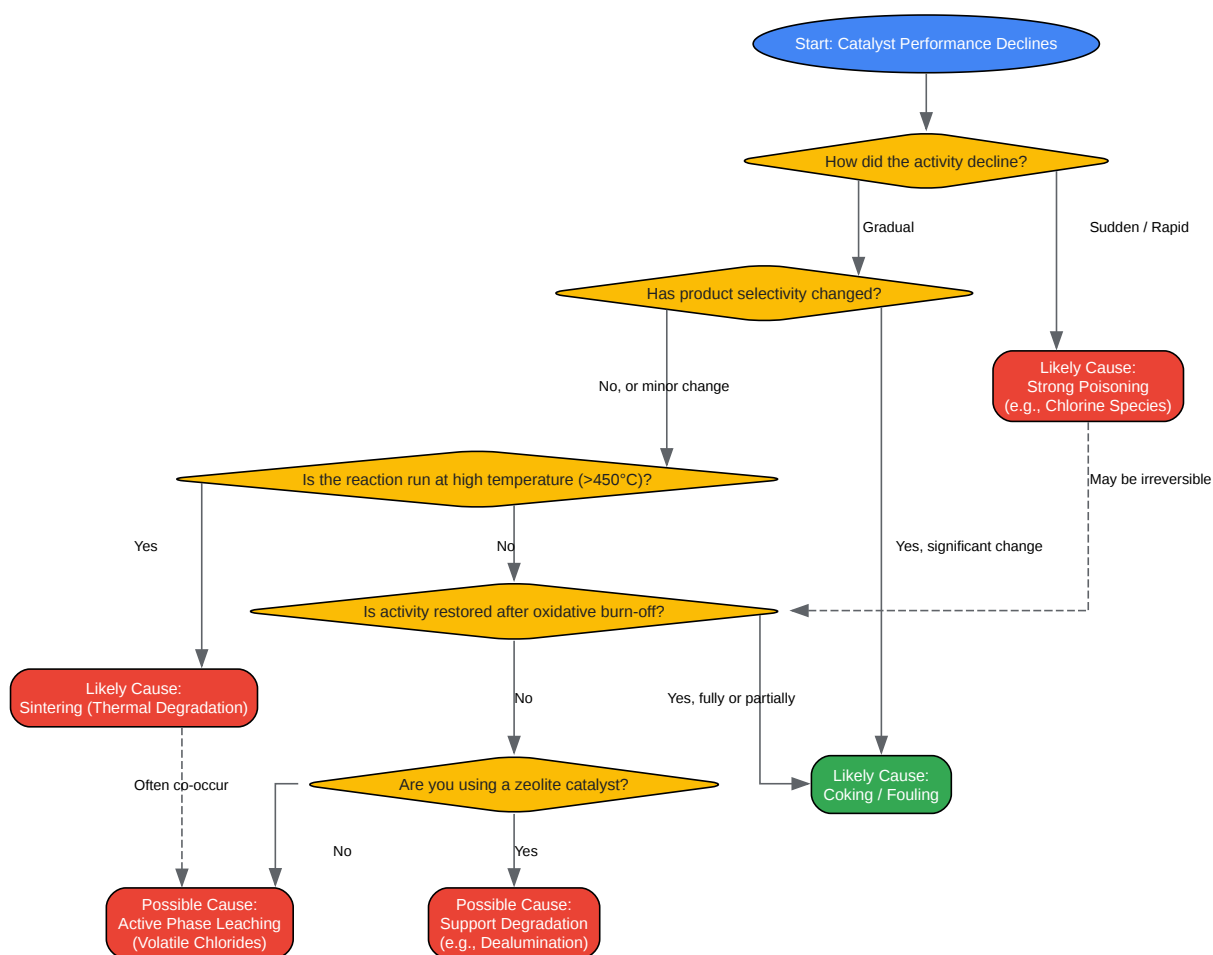 Start: Catalyst Performance Declines
How did the activity decline?
Gradual
Sudden / Rapid
Has product selectivity changed?
Likely Cause:
Strong Poisoning
(e.g., Chlorine Species)
No, or minor change
Is the reaction run at high temperature (>450°C)?
May be irreversible
Yes
No
Yes, significant change
Is activity restored after oxidative burn-off?
Likely Cause:
Sintering (Thermal Degradation)
No
Yes, fully or partially
Often co-occur
Are you using a zeolite catalyst?
Likely Cause:
Coking / Fouling
No
Yes
Possible Cause:
Active Phase Leaching
(Volatile Chlorides)
Possible Cause:
Support Degradation
(e.g., Dealumination)